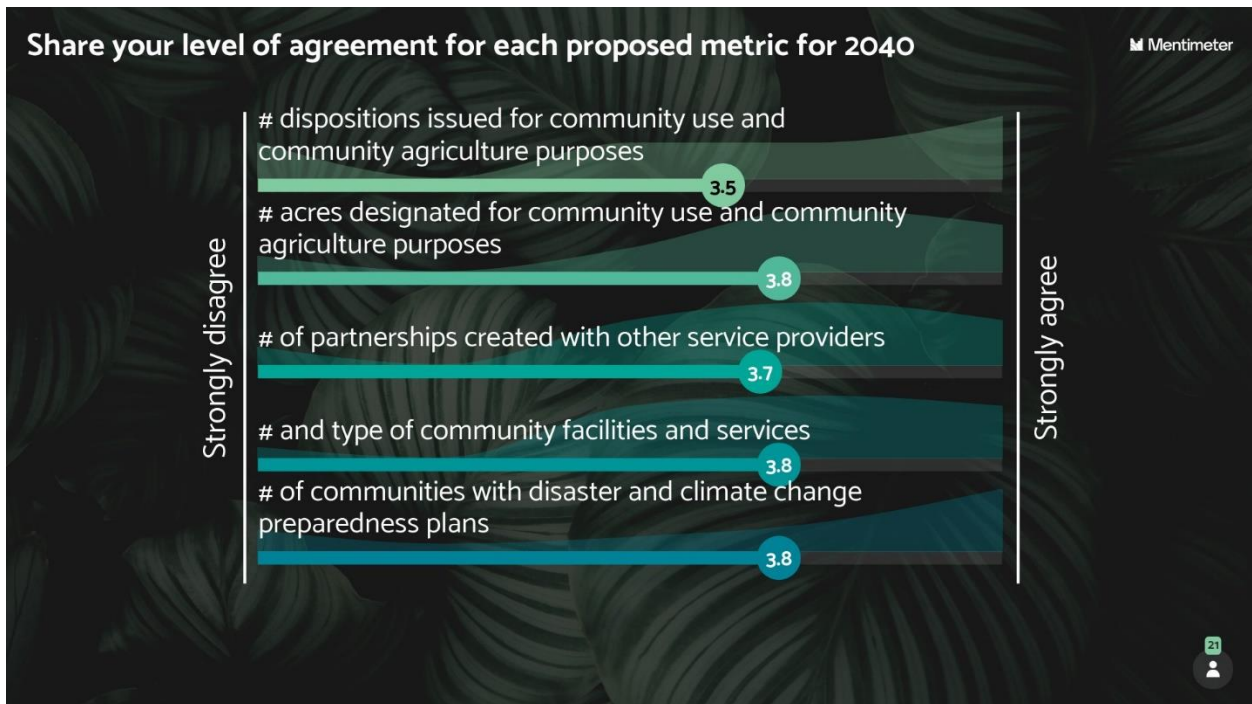 Share your level of agreement for each proposed metric for 2040
Mentimeter
Strongly disagree
# dispositions issued for community use and
community agriculture purposes
3.5
# acres designated for community use and community
agriculture purposes
3.8
# of partnerships created with other service providers
3.7
# and type of community facilities and services
3.8
# of communities with disaster and climate change
preparedness plans
3.8
Strongly agree
21